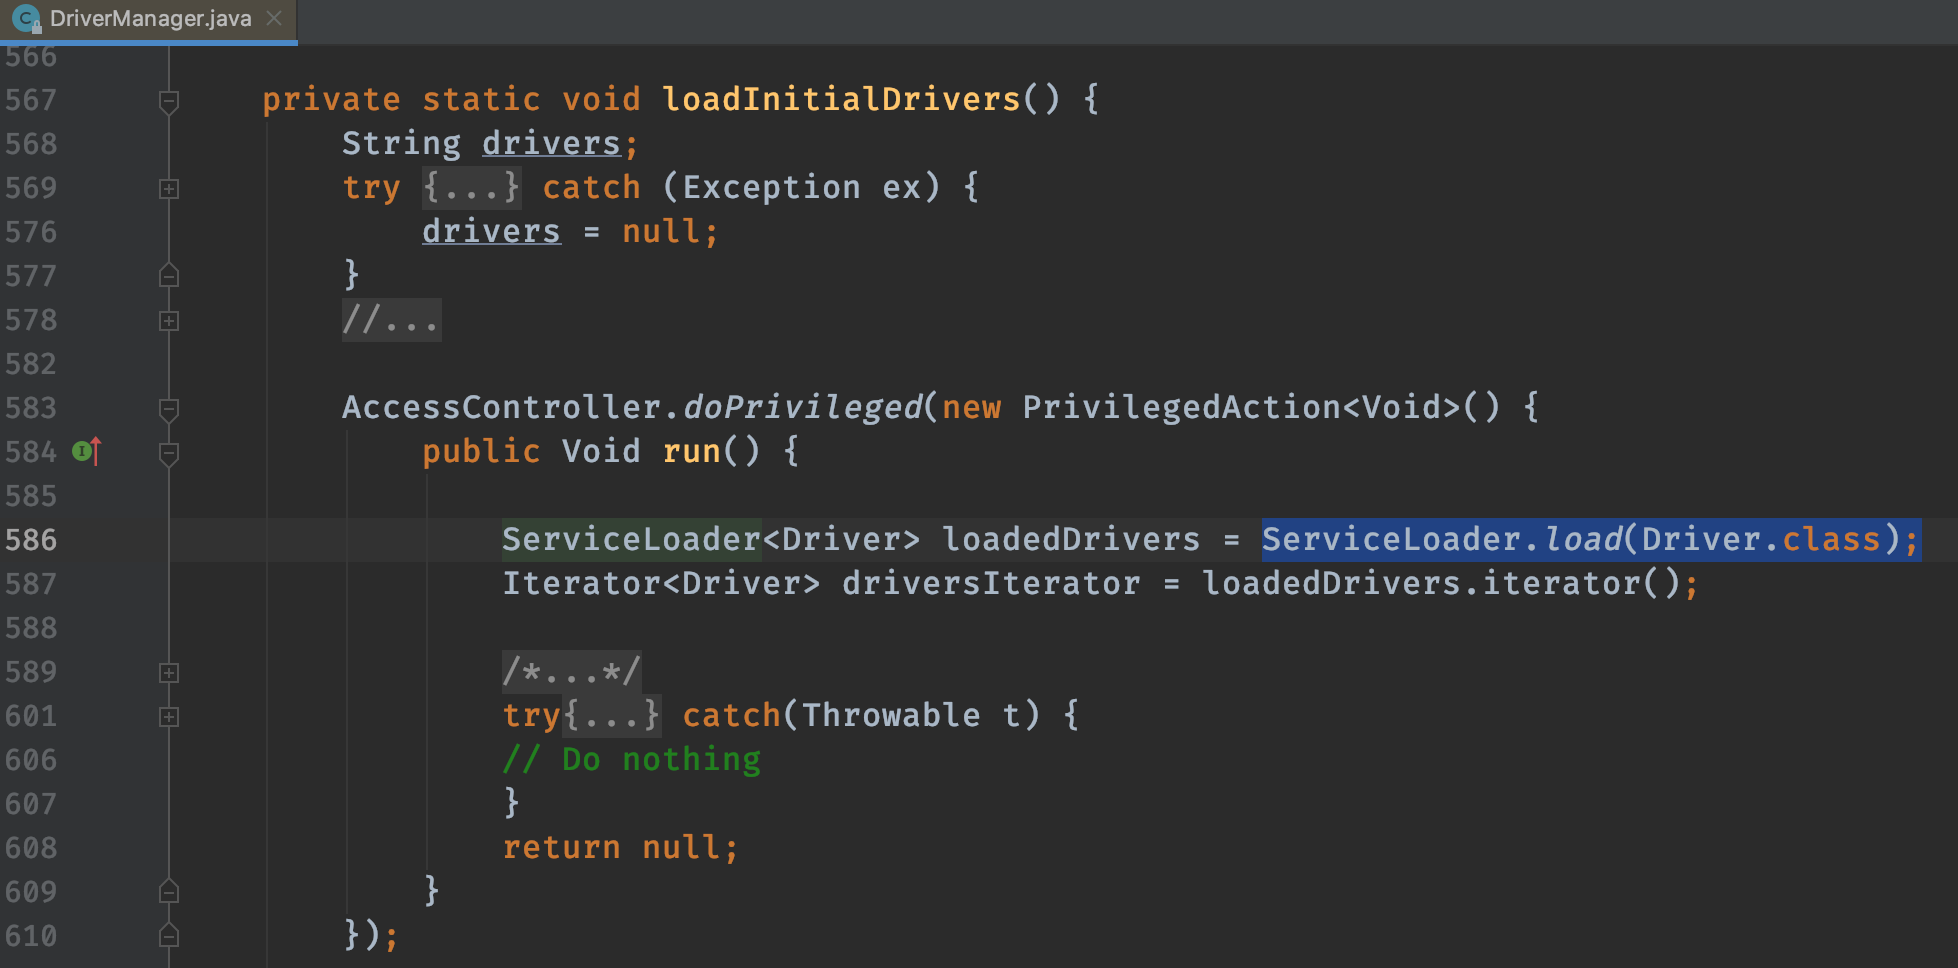 DriverManager.java
566
567 private static void loadInitialDrivers() {
568 String drivers;
569 try {...} catch (Exception ex) {
576 drivers = null;
577 }
578 //...
582
583 AccessController.doPrivileged(new PrivilegedAction<Void>() {
584 public Void run() {
585
586 ServiceLoader<Driver> loadedDrivers = ServiceLoader.load(Driver.class);
587 Iterator<Driver> driversIterator = loadedDrivers.iterator();
588
589 /*...*/
601 try{...} catch(Throwable t) {
606 // Do nothing
607 }
608 return null;
609 }
610 });